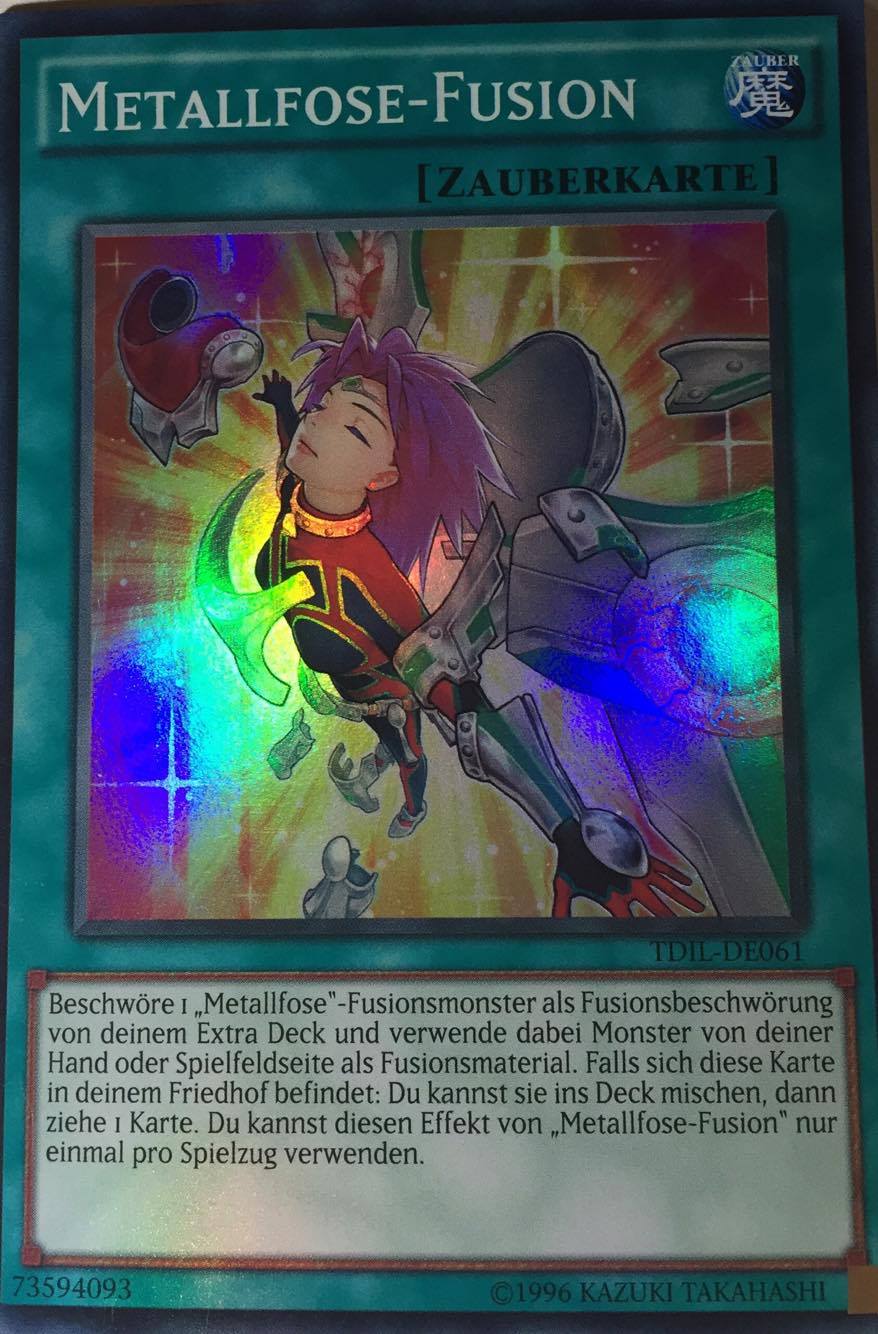 Metallfose-Fusion
ZAUBER
魔
[Zauberkarte]
TDIL-DE061
Beschwöre 1 „Metallfose"-Fusionsmonster als Fusionsbeschwörung
von deinem Extra Deck und verwende dabei Monster von deiner
Hand oder Spielfeldseite als Fusionsmaterial. Falls sich diese Karte
in deinem Friedhof befindet: Du kannst sie ins Deck mischen, dann
ziehe 1 Karte. Du kannst diesen Effekt von „Metallfose-Fusion" nur
einmal pro Spielzug verwenden.
73594093
©1996 KAZUKI TAKAHASHI